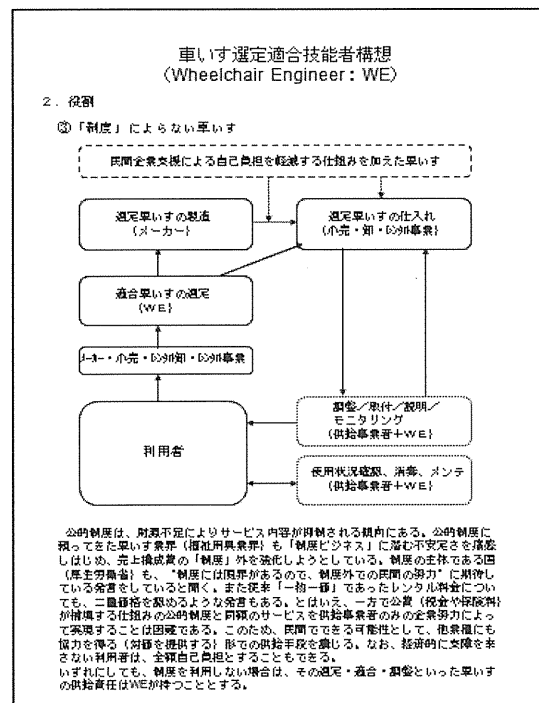 車いす選定適合技能者構想
(Wheelchair Engineer：WE)
２．役割
③「制度」によらない車いす
民間企業支援による自己負担を軽減する仕組みを加えた車いす
選定車いすの製造
(メーカー)
選定車いすの仕入れ
(小売・卸・レンタル事業)
適合車いすの選定
(WE)
メーカー・小売・レンタル卸・レンタル事業
利用者
調整／取付／説明／
モニタリング
(供給事業者＋WE)
使用状況確認、消毒、メンテ
(供給事業者＋WE)
公的制度は、財源不足によりサービス内容が抑制される傾向にある。公的制度に
頼ってきた車いす業界（福祉用具業界）も「制度ビジネス」に潜む不安定さを痛感
しはじめ、売上構成費の「制度」外を強化しようとしている。制度の主体である国
（厚生労働省）も、“制度には限界があるので、制度外での民間の努力”に期待し
ている発言をしていると聞く。また従来「一物一価」であったレンタル料金につい
ても、二重価格を認めるような発言もある。とはいえ、一方で公費（税金や保険料）
が補填する仕組みの公的制度と同額のサービスを供給事業者のみの企業努力によっ
て実現することは困難である。このため、民間でできる可能性として、他業種にも
協力を得る（対価を提供する）形での供給手段を講じる。なお、経済的に支障を来
さない利用者は、全額自己負担とすることもできる。
いずれにしても、制度を利用しない場合は、その選定・適合・調整といった車いす
の供給責任はWEが持つこととする。